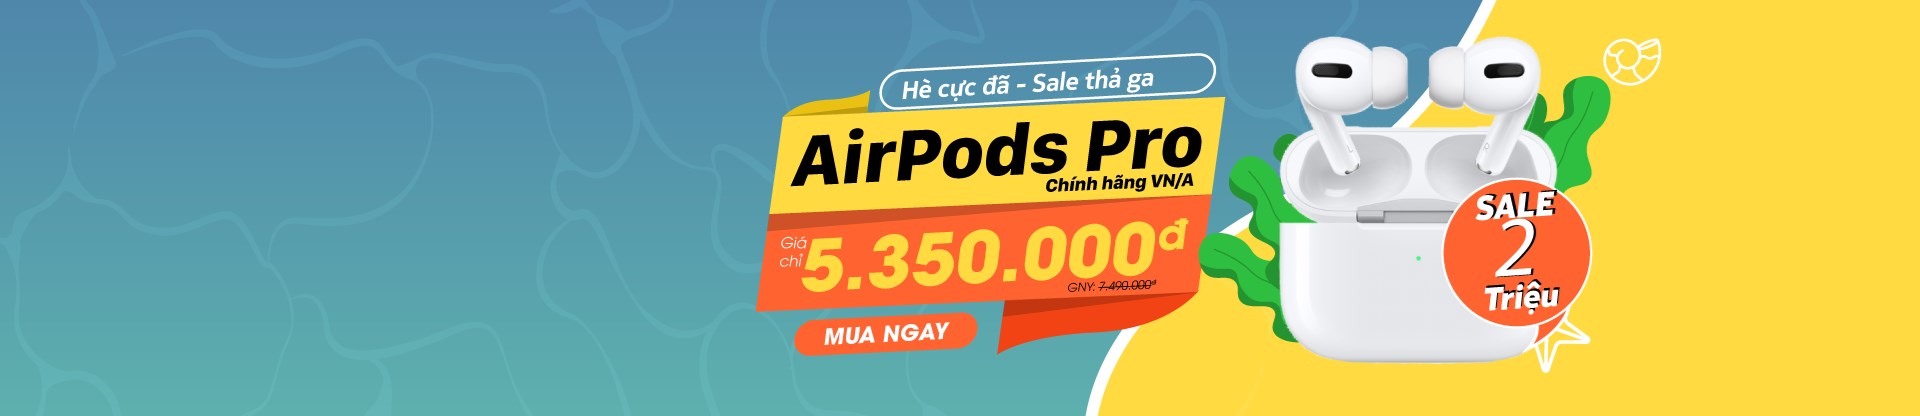 Hè cực đã - Sale thả ga
AirPods Pro
Chính hãng VN/A
Giá
chỉ
5.350.000đ
GNY: 7.490.000đ
MUA NGAY
SALE
2
Triệu